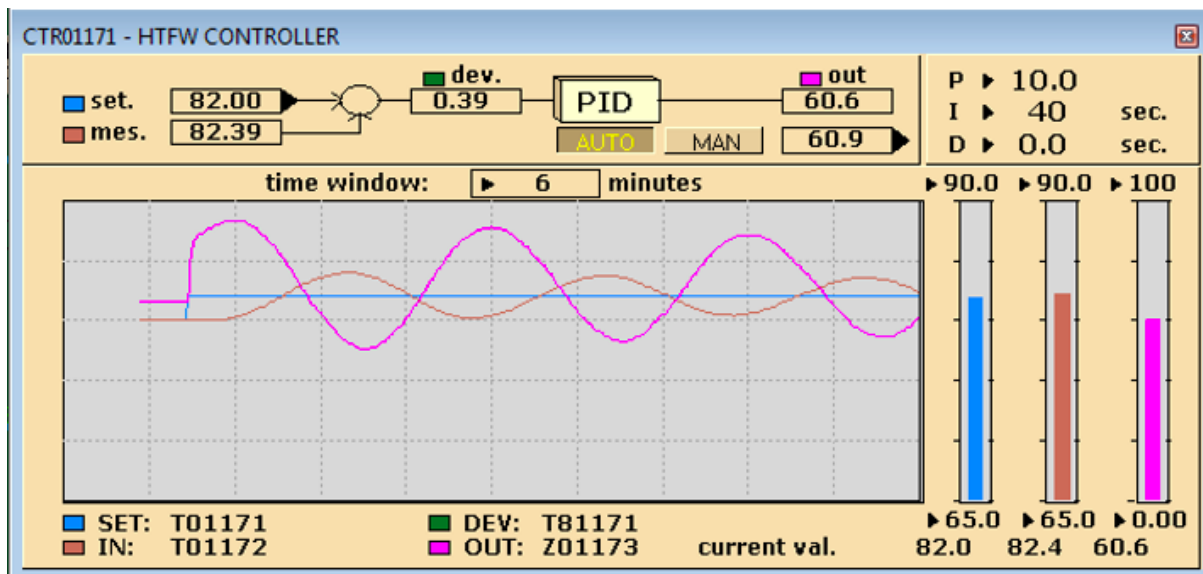 CTR01171 - HTFW CONTROLLER
set. 82.00 dev. 0.39 PID out 60.6 P 10.0
mes. 82.39 AUTO MAN 60.9 I 40 sec.
D 0.0 sec.
time window: 6 minutes 90.0 90.0 100
SET: T01171 DEV: T81171 65.0 65.0 0.00
IN: T01172 OUT: Z01173 current val. 82.0 82.4 60.6